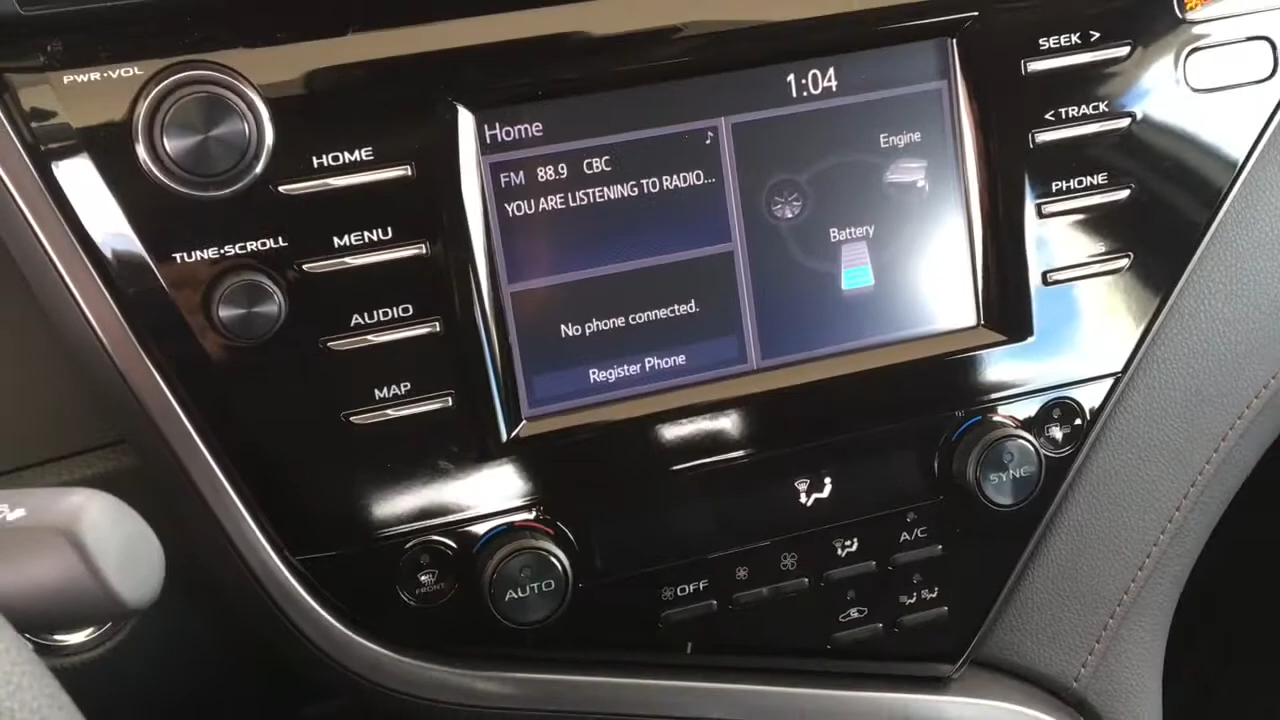 PWR•VOL
HOME
TUNE•SCROLL
MENU
AUDIO
MAP
1:04
Home
FM 88.9 CBC
YOU ARE LISTENING TO RADIO...
No phone connected.
Register Phone
Engine
Battery
SEEK >
< TRACK
PHONE
FRONT
AUTO
OFF
A/C
SYNC